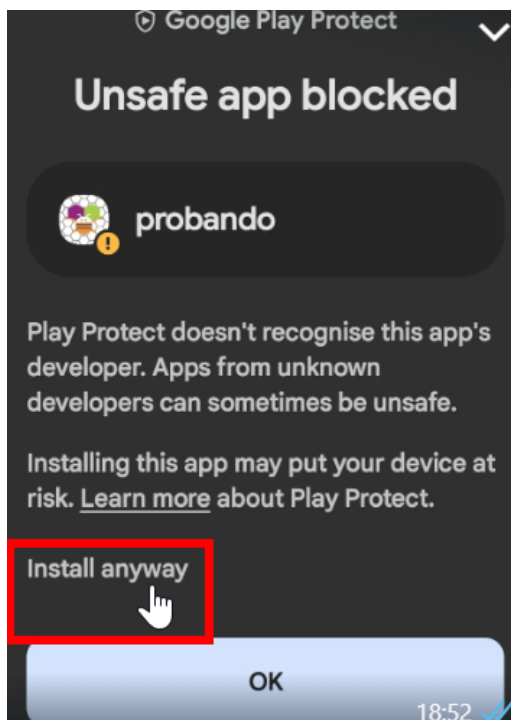 Google Play Protect
Unsafe app blocked
probando
Play Protect doesn't recognise this app's
developer. Apps from unknown
developers can sometimes be unsafe.
Installing this app may put your device at
risk. Learn more about Play Protect.
Install anyway
OK
18:52